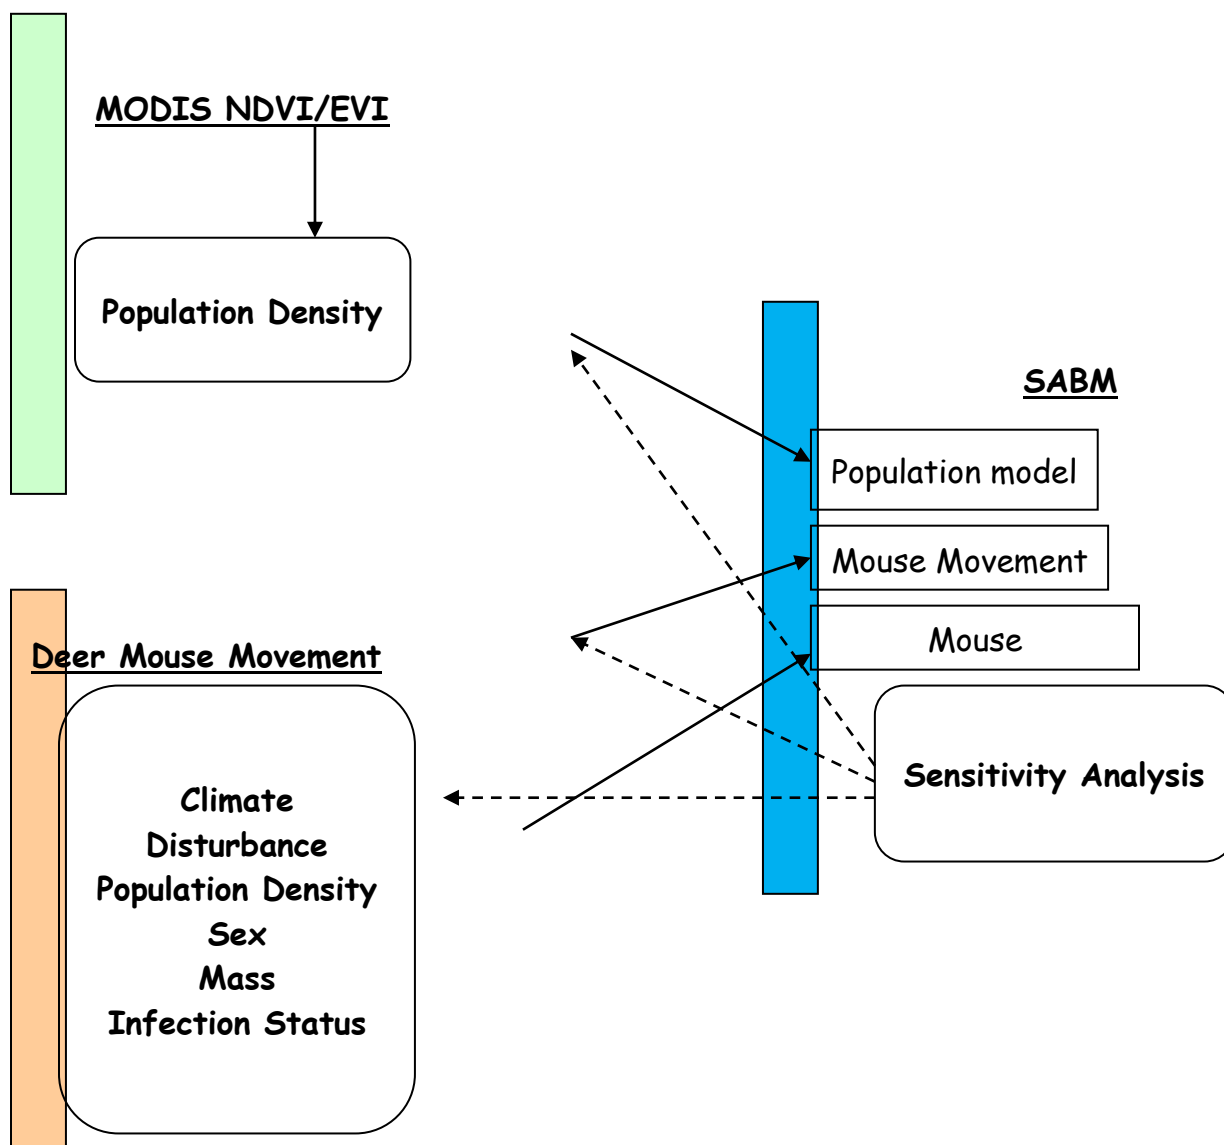 MODIS NDVI/EVI
Population Density
SABM
Population model
Mouse Movement
Mouse
Deer Mouse Movement
Sensitivity Analysis
Climate
Disturbance
Population Density
Sex
Mass
Infection Status